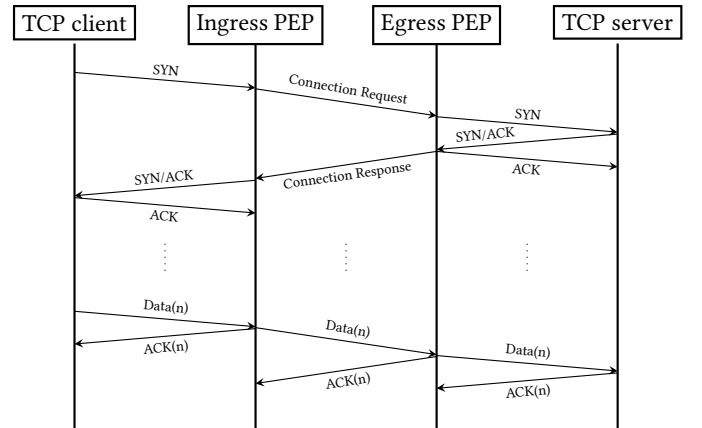 TCP client
Ingress PEP
Egress PEP
TCP server
SYN
Connection Request
SYN
SYN/ACK
ACK
Connection Response
SYN/ACK
ACK
Data(n)
ACK(n)
Data(n)
ACK(n)
Data(n)
ACK(n)